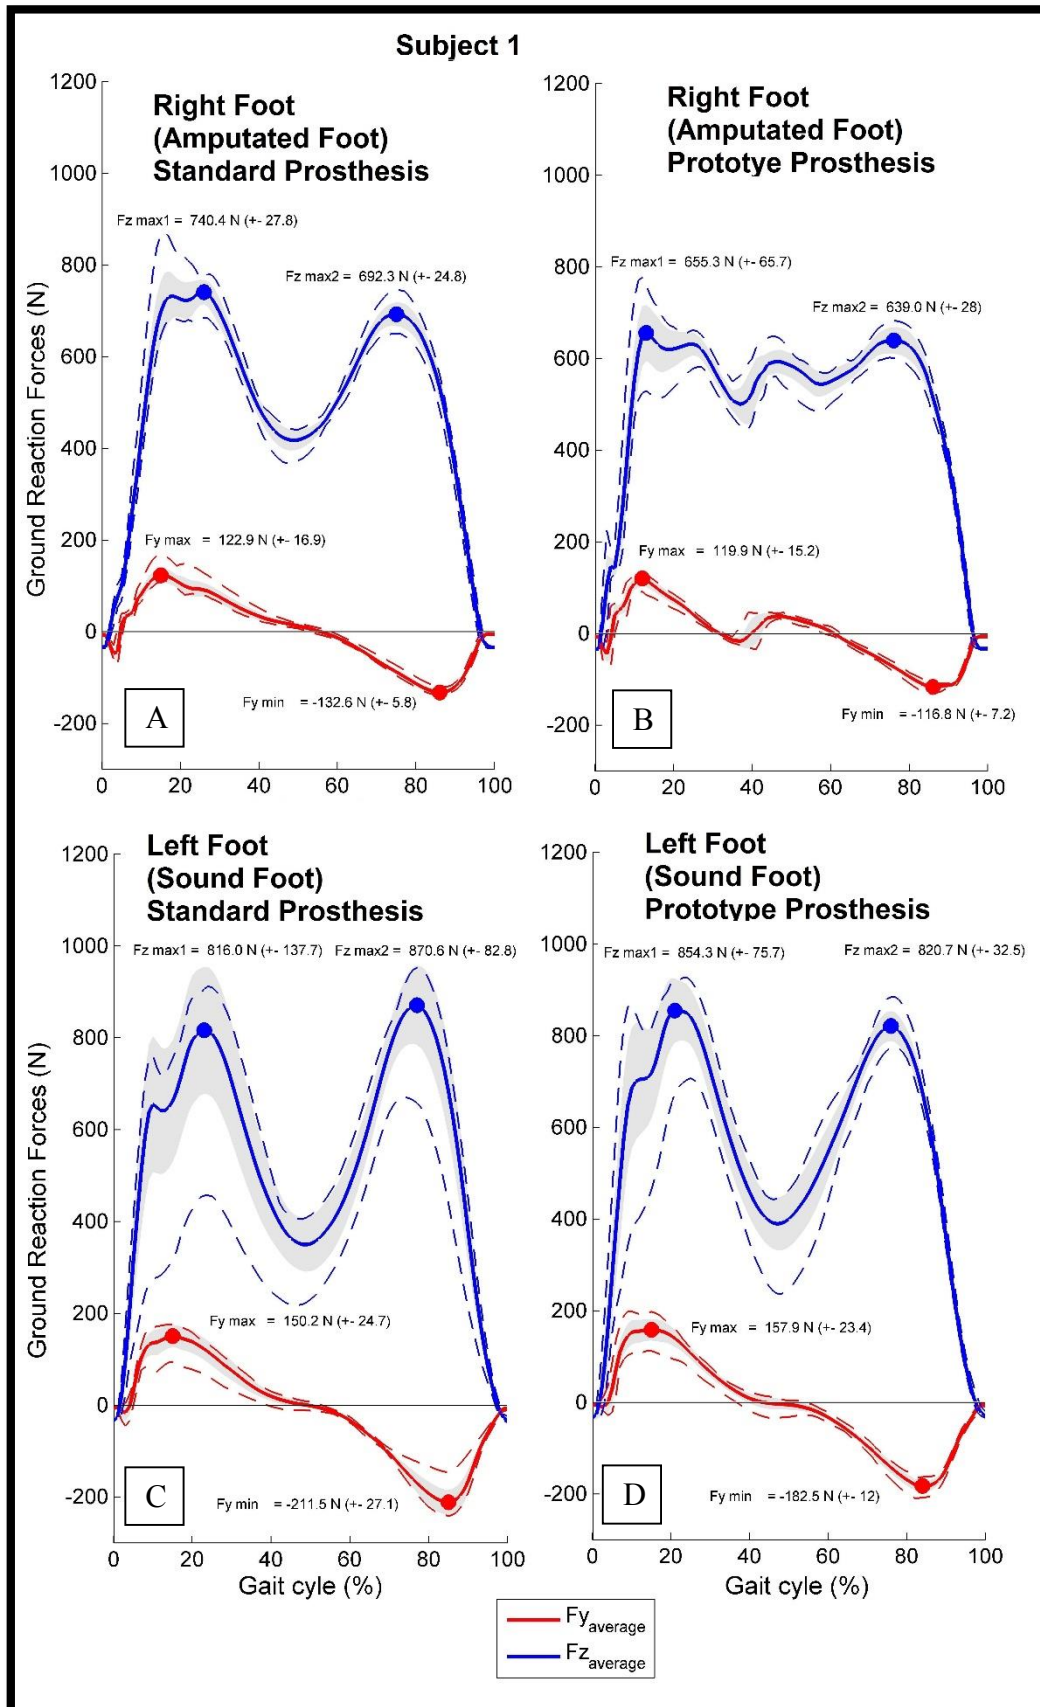 Subject 1
Right Foot
(Amputated Foot)
Standard Prosthesis
Fz max1 = 740.4 N (+- 27.8)
Fz max2 = 692.3 N (+- 24.8)
Fy max = 122.9 N (+- 16.9)
Fy min = -132.6 N (+- 5.8)
A
Ground Reaction Forces (N)
1200
1000
800
600
400
200
0
-200
0 20 40 60 80 100
Right Foot
(Amputated Foot)
Prototye Prosthesis
Fz max1 = 655.3 N (+- 65.7)
Fz max2 = 639.0 N (+- 28)
Fy max = 119.9 N (+- 15.2)
Fy min = -116.8 N (+- 7.2)
B
1200
1000
800
600
400
200
0
-200
0 20 40 60 80 100
Left Foot
(Sound Foot)
Standard Prosthesis
Fz max1 = 816.0 N (+- 137.7)
Fz max2 = 870.6 N (+- 82.8)
Fy max = 150.2 N (+- 24.7)
Fy min = -211.5 N (+- 27.1)
C
Ground Reaction Forces (N)
1200
1000
800
600
400
200
0
-200
0 20 40 60 80 100
Gait cyle (%)
Left Foot
(Sound Foot)
Prototype Prosthesis
Fz max1 = 854.3 N (+- 75.7)
Fz max2 = 820.7 N (+- 32.5)
Fy max = 157.9 N (+- 23.4)
Fy min = -182.5 N (+- 12)
D
1200
1000
800
600
400
200
0
-200
0 20 40 60 80 100
Gait cyle (%)
Fy average
Fz average